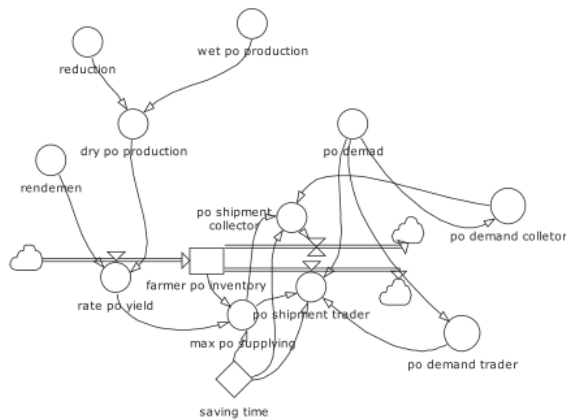 wet po production
reduction
dry po production
po demad
rendemen
po shipment
collector
po demand colletor
farmer po inventory
rate po yield
po shipment trader
max po supplying
po demand trader
saving time